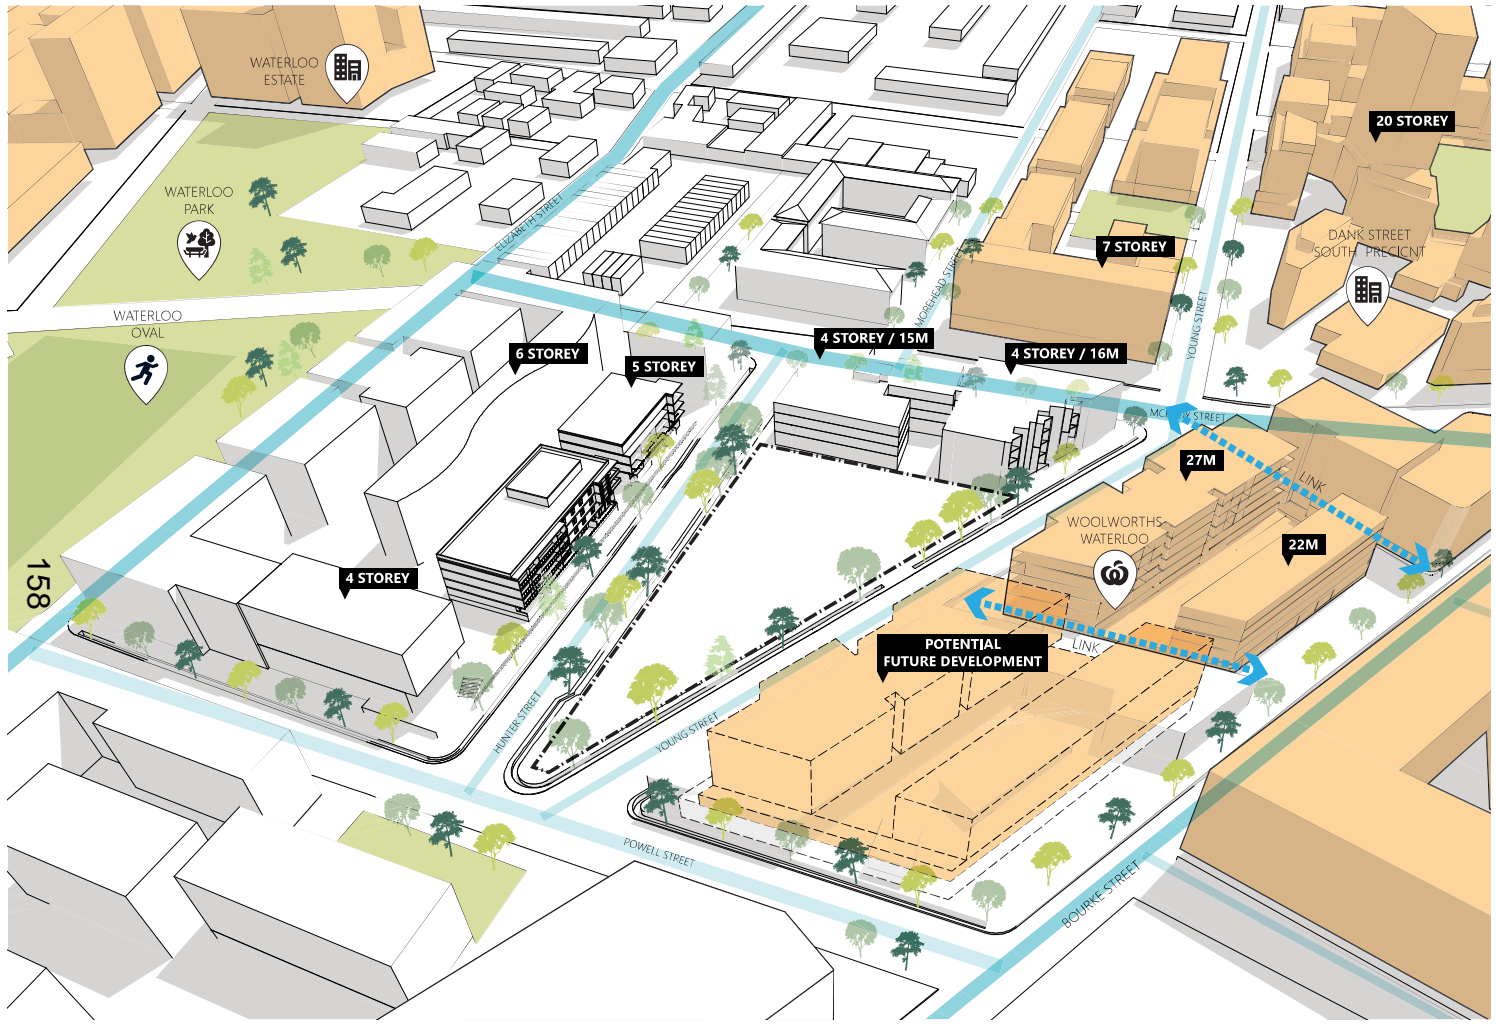 WATERLOO
ESTATE
20 STOREY
WATERLOO
PARK
ELIZABETH STREET
7 STOREY
DANK STREET
SOUTH PRECICNT
MOREHEAD STREET
YOUNG STREET
WATERLOO
OVAL
6 STOREY
5 STOREY
4 STOREY / 15M
4 STOREY / 16M
STREET
27M
LINK
WOOLWORTHS
WATERLOO
22M
158
4 STOREY
POTENTIAL
FUTURE DEVELOPMENT
LINK
HUNTER STREET
YOUNG STREET
POWELL STREET
BOURKE STREET